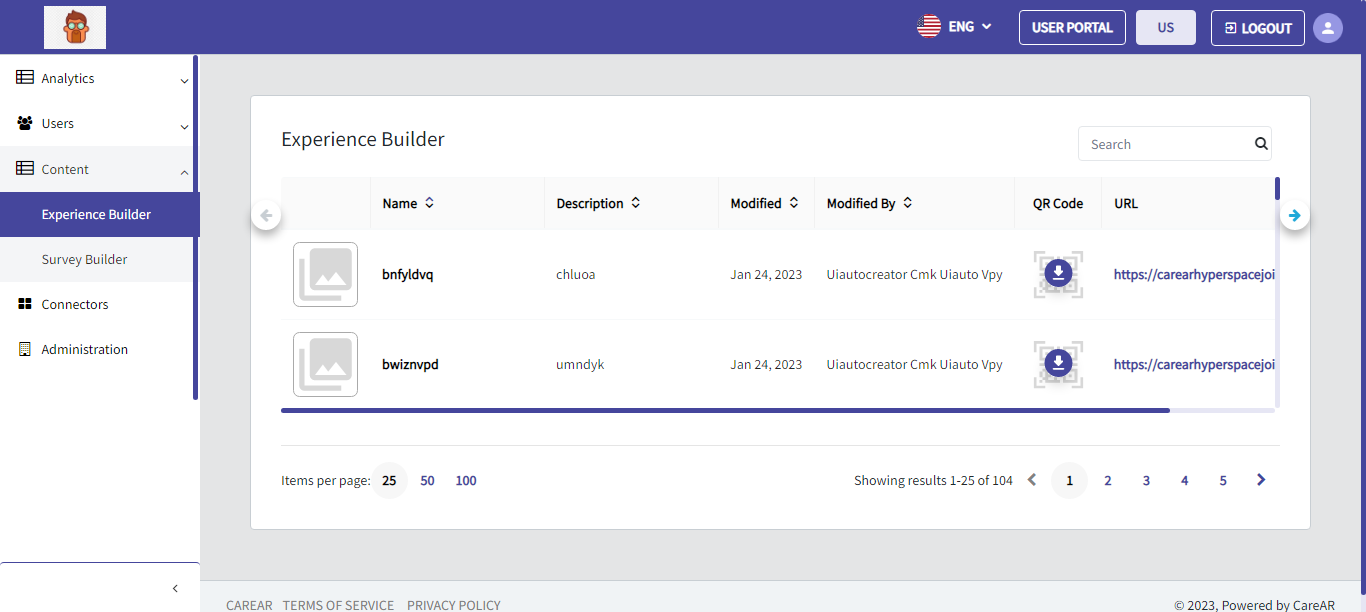 ENG
USER PORTAL
US
LOGOUT
Analytics
Users
Content
Experience Builder
Survey Builder
Connectors
Administration
Experience Builder
Search
Name Description Modified Modified By QR Code URL
bnfyldvq chluoa Jan 24, 2023 Uiautocreator Cmk Uiauto Vpy https://carearhyperspacejoi
bwiznvpd umndyk Jan 24, 2023 Uiautocreator Cmk Uiauto Vpy https://carearhyperspacejoi
Items per page: 25 50 100 Showing results 1-25 of 104 1 2 3 4 5
CAREAR TERMS OF SERVICE PRIVACY POLICY © 2023, Powered by CareAR